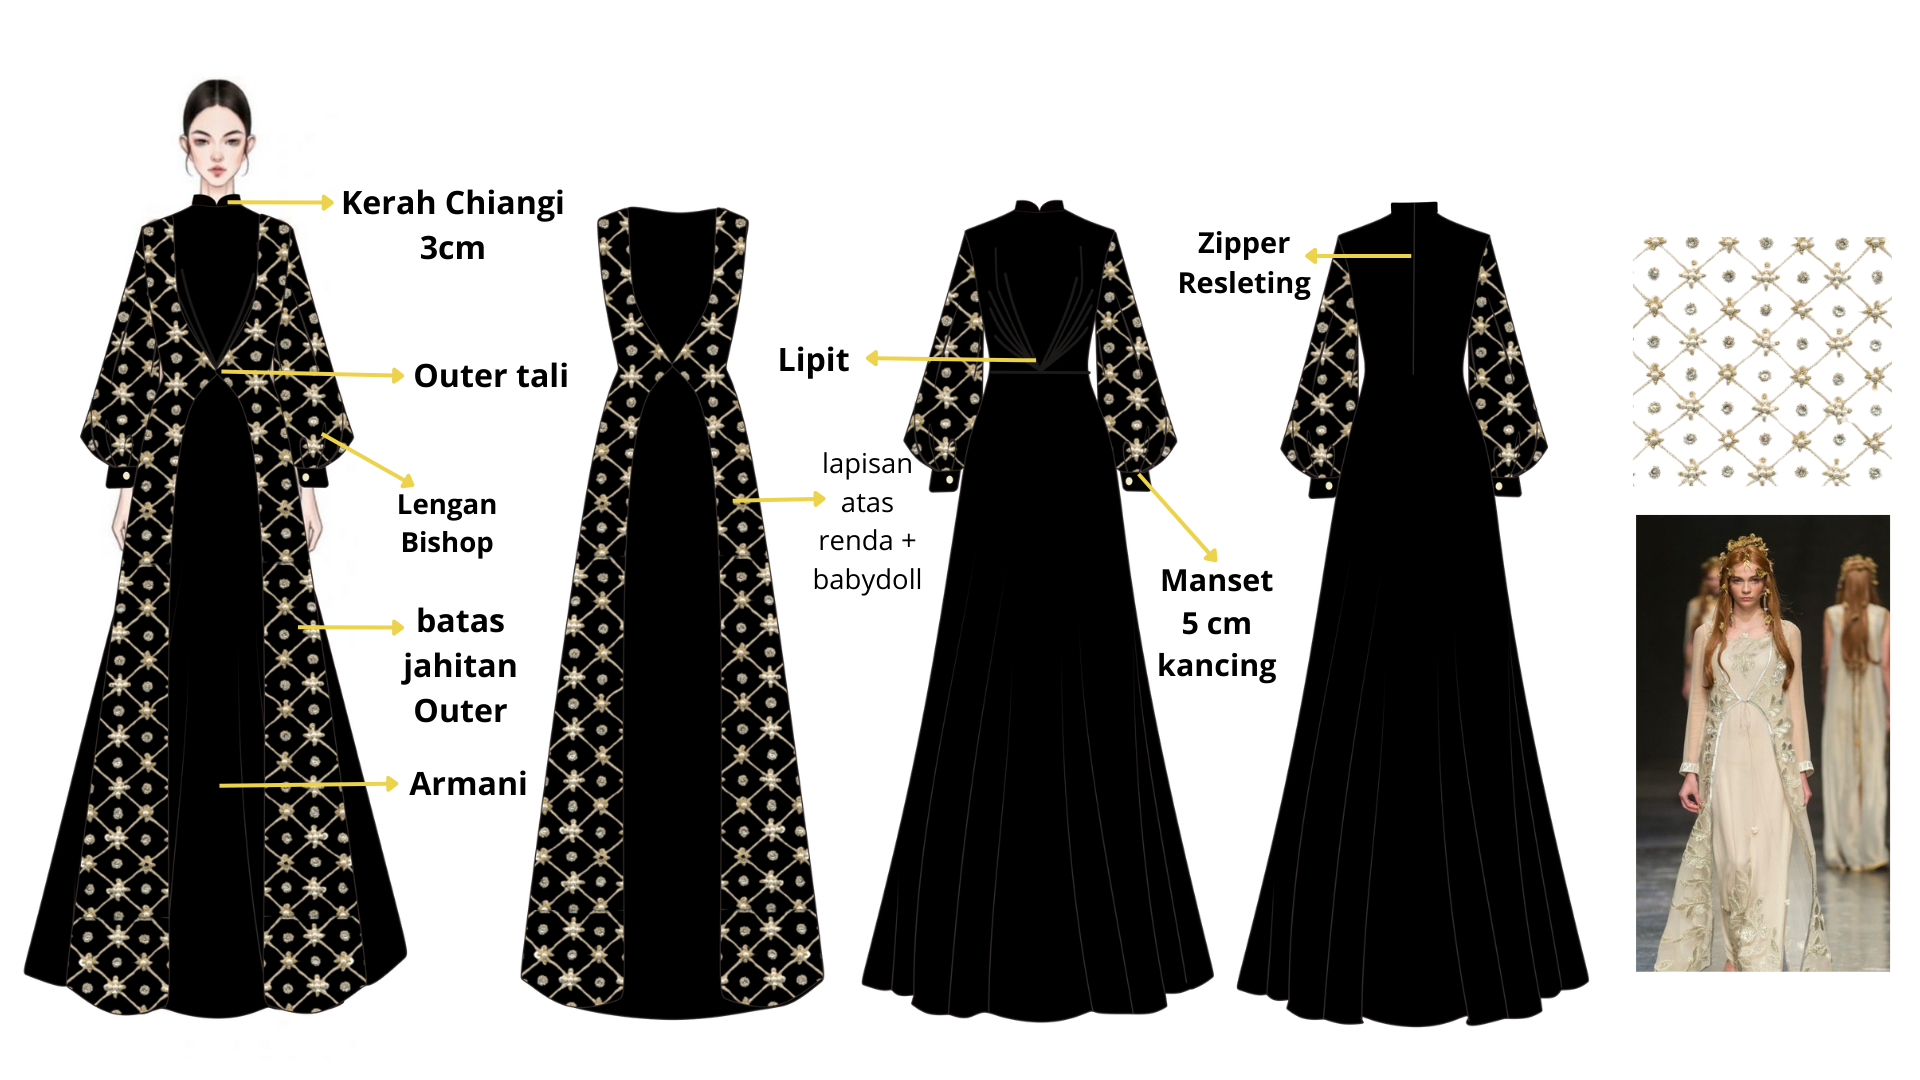 Kerah Chiangi
3cm
Outer tali
Lengan
Bishop
batas
jahitan
Outer
Armani
lapisan
atas
renda +
babydoll
Lipit
Manset
5 cm
kancing
Zipper
Resleting